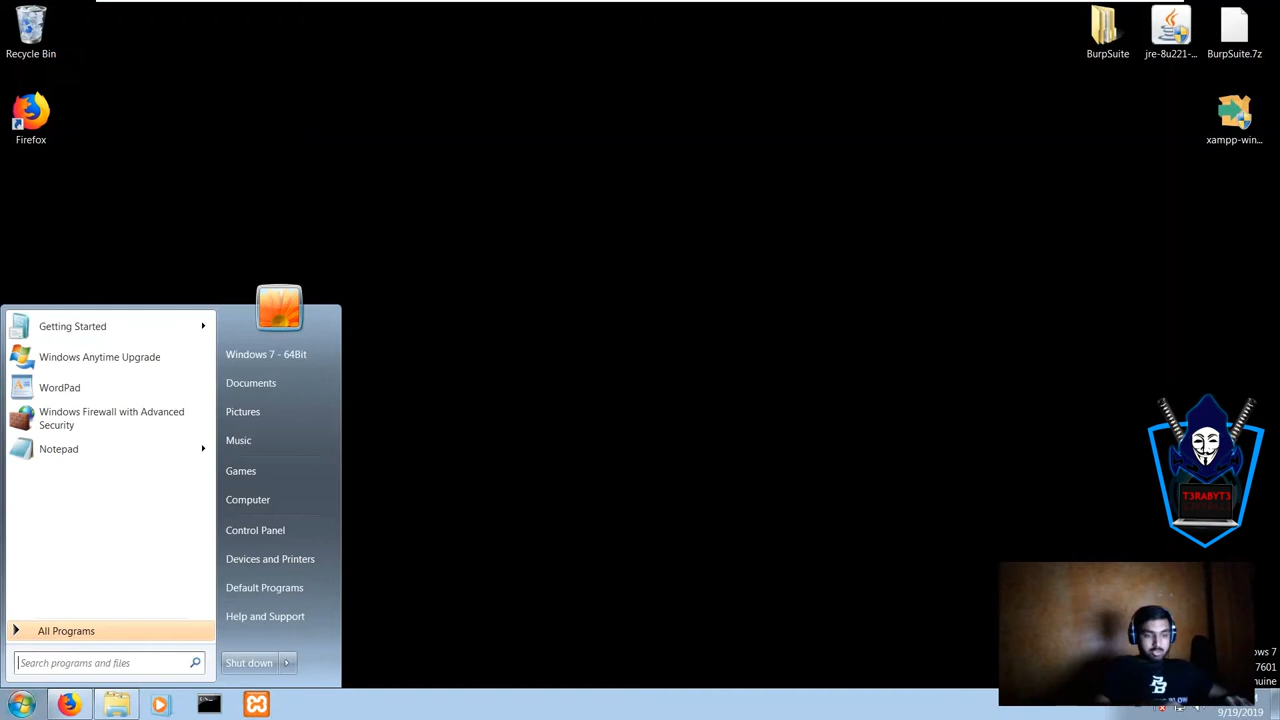 Recycle Bin
BurpSuite
jre-8u221-...
BurpSuite.7z
Firefox
xampp-win...
Getting Started
Windows Anytime Upgrade
WordPad
Windows Firewall with Advanced
Security
Notepad
All Programs
Search programs and files
Windows 7 - 64Bit
Documents
Pictures
Music
Games
Computer
Control Panel
Devices and Printers
Default Programs
Help and Support
Shut down
T3RABYT3
7601
9/19/2019